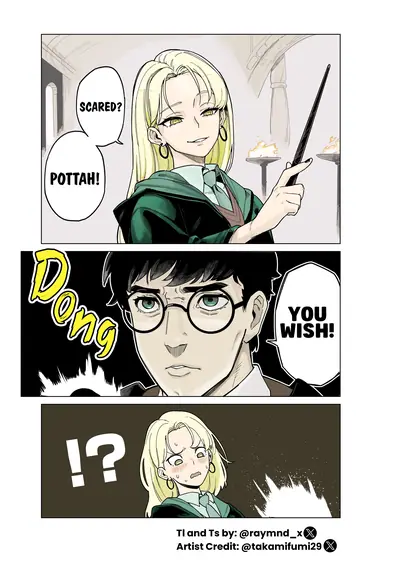 SCARED?
POTTAH!
Dong
YOU
WISH!
!?
Tl and Ts by: @raymnd_x
Artist Credit: @takamifumi29